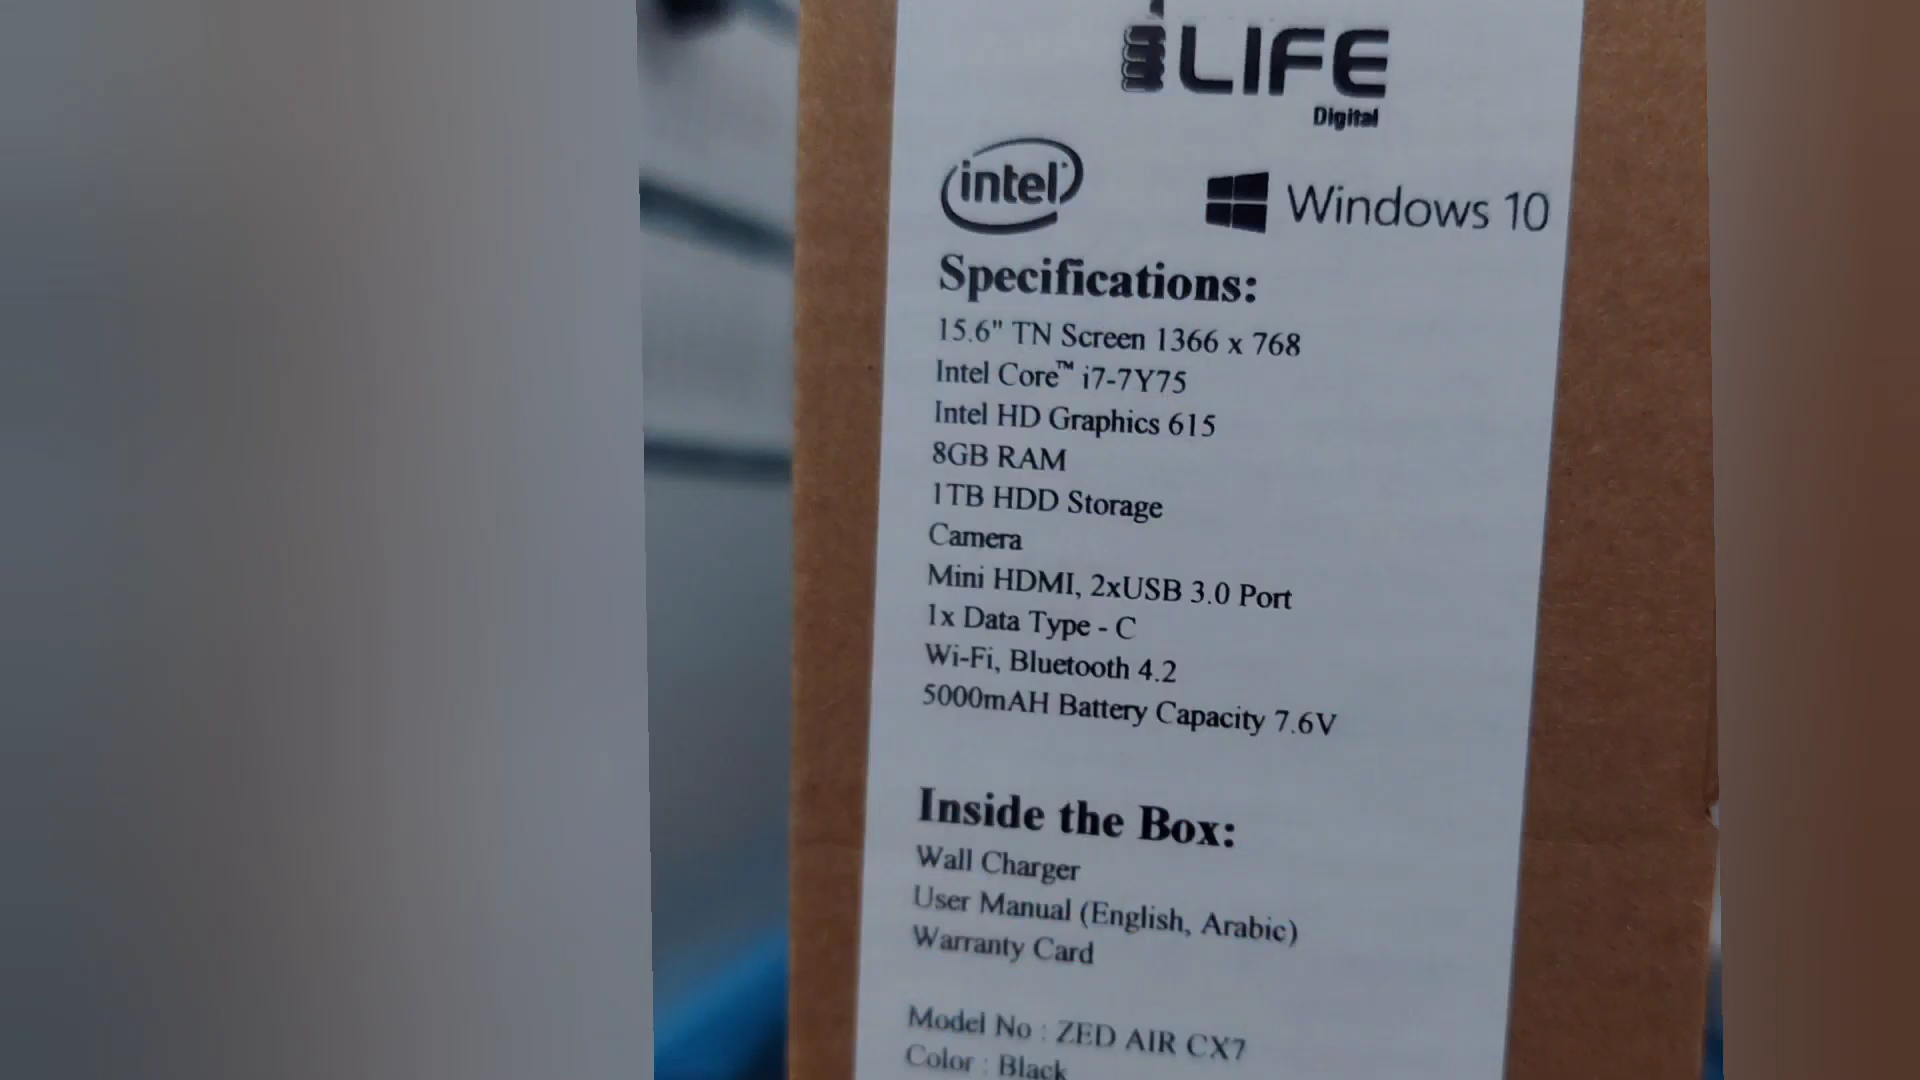 iLIFE
Digital
intel
Windows 10
Specifications:
15.6" TN Screen 1366 x 768
Intel Core™ i7-7Y75
Intel HD Graphics 615
8GB RAM
1TB HDD Storage
Camera
Mini HDMI, 2xUSB 3.0 Port
1x Data Type - C
Wi-Fi, Bluetooth 4.2
5000mAH Battery Capacity 7.6V
Inside the Box:
Wall Charger
User Manual (English, Arabic)
Warranty Card
Model No : ZED AIR CX7
Color : Black